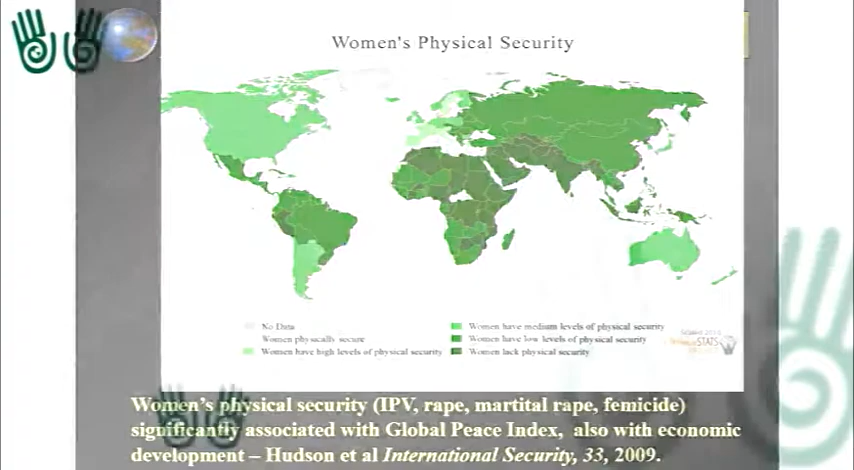 Women's Physical Security
No Data
Women physically secure
Women have high levels of physical security
Women have medium levels of physical security
Women have low levels of physical security
Women lack physical security
STATS
Women's physical security (IPV, rape, martital rape, femicide)
significantly associated with Global Peace Index, also with economic
development – Hudson et al International Security, 33, 2009.